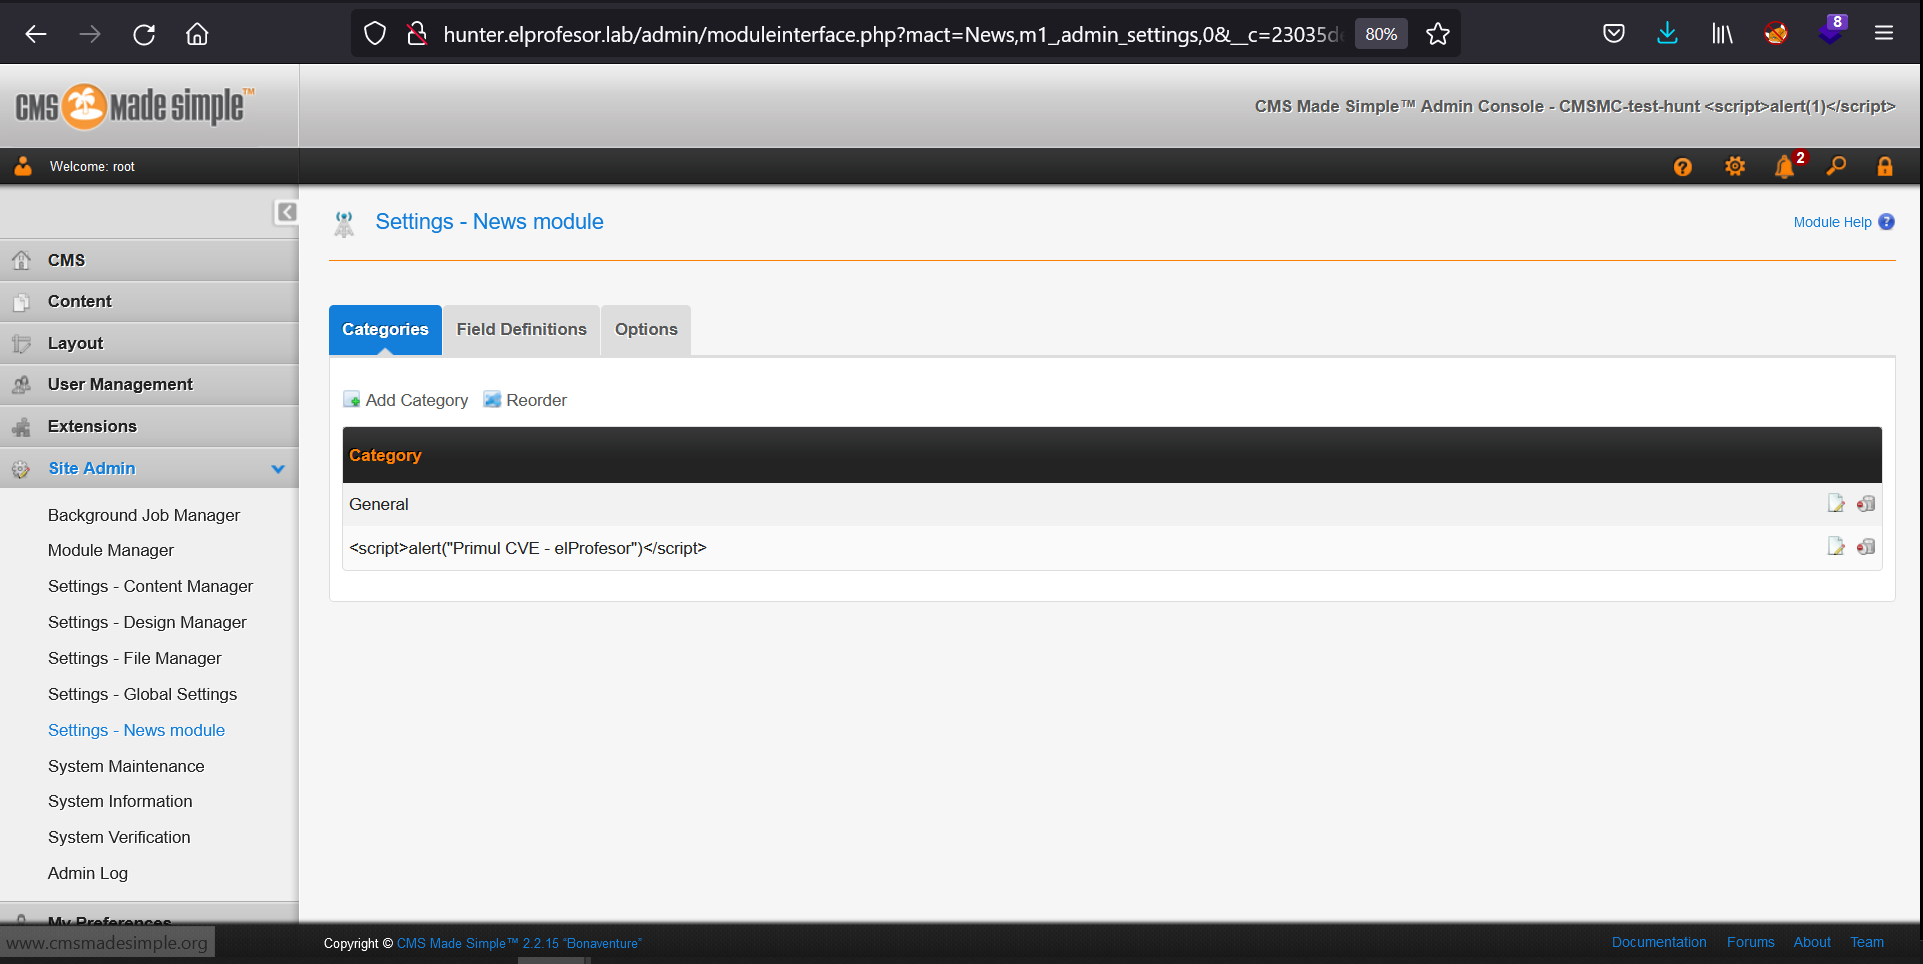 hunter.elprofesor.lab/admin/moduleinterface.php?mact=News,m1_,admin_settings,0&__c=23035d
80%
8
CMS Made Simple™
CMS Made Simple™ Admin Console - CMSMC-test-hunt <script>alert(1)</script>
Welcome: root
2
Settings - News module
Module Help
CMS
Content
Layout
User Management
Extensions
Site Admin
Background Job Manager
Module Manager
Settings - Content Manager
Settings - Design Manager
Settings - File Manager
Settings - Global Settings
Settings - News module
System Maintenance
System Information
System Verification
Admin Log
My Preferences
Categories
Field Definitions
Options
Add Category
Reorder
Category
General
<script>alert("Primul CVE - elProfesor")</script>
www.cmsmadesimple.org
Copyright © CMS Made Simple™ 2.2.15 "Bonaventure"
Documentation
Forums
About
Team